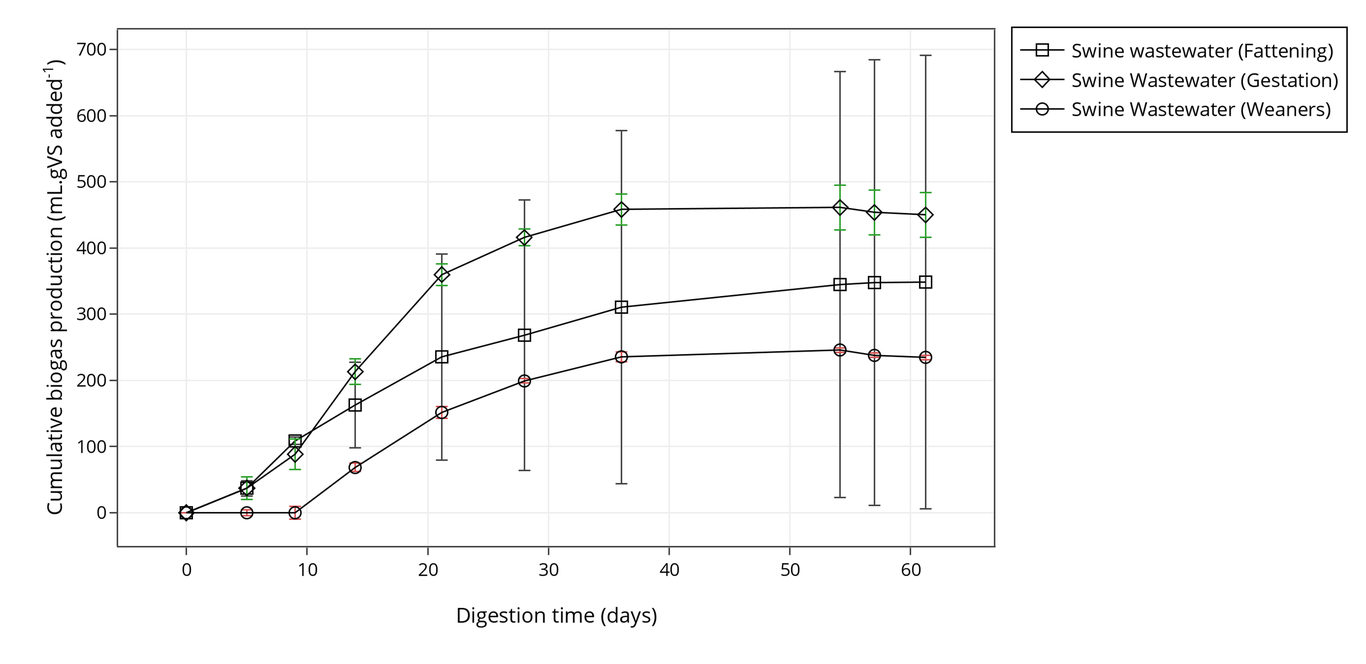 Cumulative biogas production (mL.gVS added⁻¹)
700
600
500
400
300
200
100
0
0 10 20 30 40 50 60
Digestion time (days)
Swine wastewater (Fattening)
Swine Wastewater (Gestation)
Swine Wastewater (Weaners)